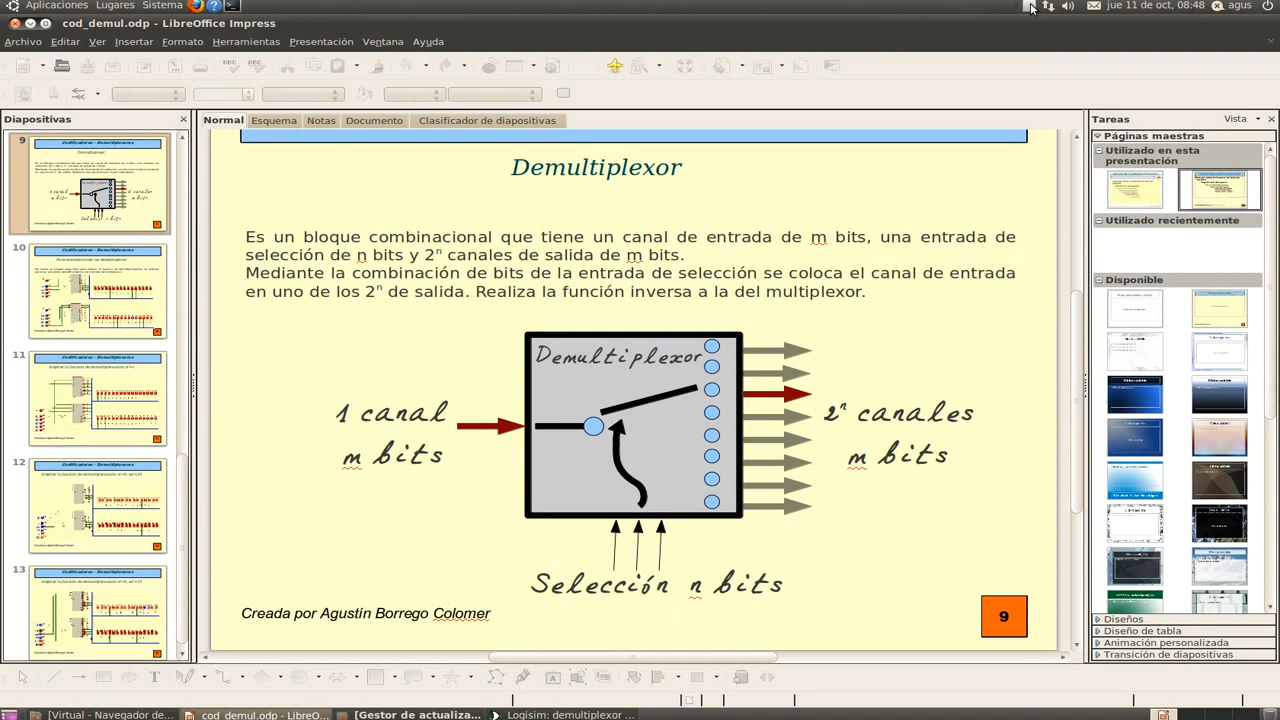 Aplicaciones Lugares Sistema
jue 11 de oct, 08:48 agus
cod_demul.odp - LibreOffice Impress
Archivo Editar Ver Insertar Formato Herramientas Presentación Ventana Ayuda
Diapositivas
Normal Esquema Notas Documento Clasificador de diapositivas
Tareas Vista
Páginas maestras
Utilizado en esta
presentación
Utilizado recientemente
Disponible
9
10
11
12
13
Demultiplexor
Es un bloque combinacional que tiene un canal de entrada de m bits, una entrada de
selección de n bits y 2ⁿ canales de salida de m bits.
Mediante la combinación de bits de la entrada de selección se coloca el canal de entrada
en uno de los 2ⁿ de salida. Realiza la función inversa a la del multiplexor.
Demultiplexor
1 canal
m bits
2ⁿ canales
m bits
Selección n bits
Creada por Agustín Borrego Colomer
9
Diseños
Diseño de tabla
Animación personalizada
Transición de diapositivas
[Virtual - Navegador de... cod_demul.odp - LibreO... [Gestor de actualiza... Logisim: demultiplexor ...